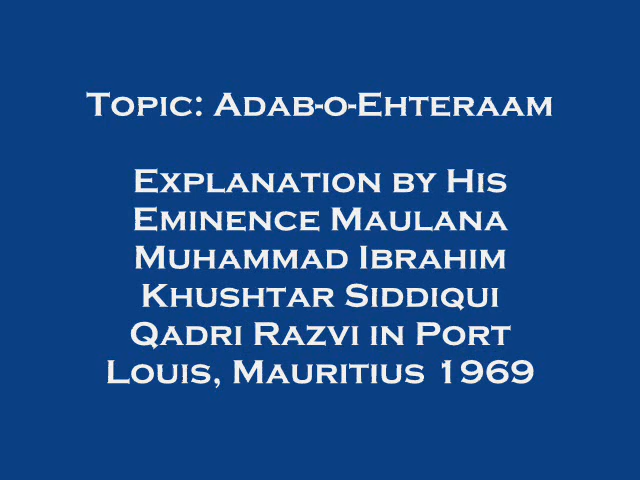 Topic: Adab-o-Ehteraam
Explanation by His
Eminence Maulana
Muhammad Ibrahim
Khushtar Siddiqui
Qadri Razvi in Port
Louis, Mauritius 1969